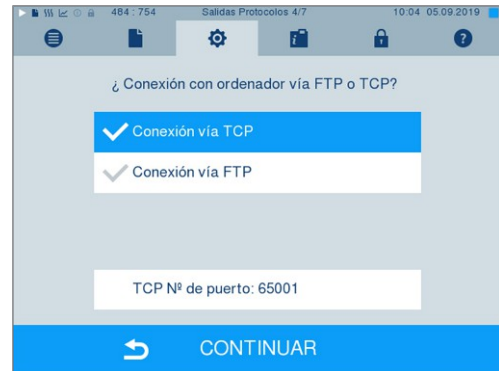 484 : 754 Salidas Protocolos 4/7 10:04 05.09.2019
¿ Conexión con ordenador vía FTP o TCP?
Conexión vía TCP
Conexión vía FTP
TCP Nº de puerto: 65001
CONTINUAR